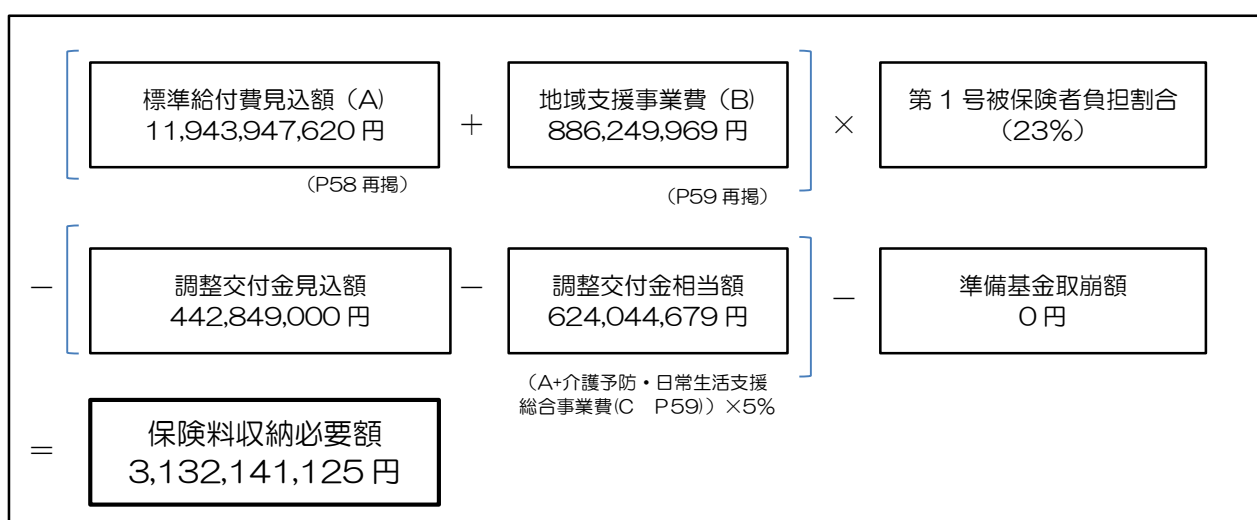 標準給付費見込額（A）
11,943,947,620 円
＋
地域支援事業費（B）
886,249,969 円
×
第 1 号被保険者負担割合
（23%）
（P58 再掲）
（P59 再掲）
－
調整交付金見込額
442,849,000 円
－
調整交付金相当額
624,044,679 円
－
準備基金取崩額
0 円
（A+介護予防・日常生活支援
総合事業費(C　P59)）×5%
＝
保険料収納必要額
3,132,141,125 円